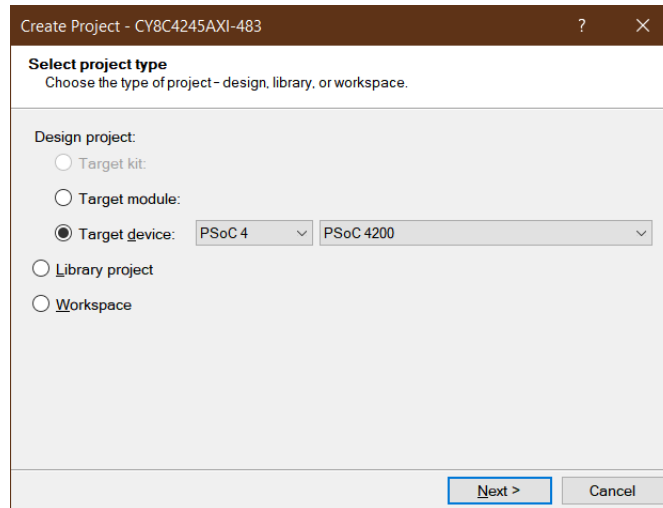 Create Project - CY8C4245AXI-483 ?
Select project type
Choose the type of project - design, library, or workspace.
Design project:
Target kit:
Target module:
Target device: PSoC 4 PSoC 4200
Library project
Workspace
Next > Cancel